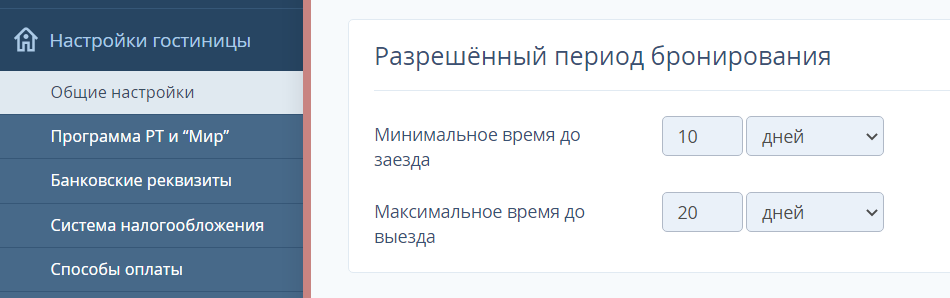 Настройки гостиницы
Общие настройки
Программа РТ и “Мир”
Банковские реквизиты
Система налогообложения
Способы оплаты
Разрешённый период бронирования
Минимальное время до
заезда
10 дней
Максимальное время до
выезда
20 дней